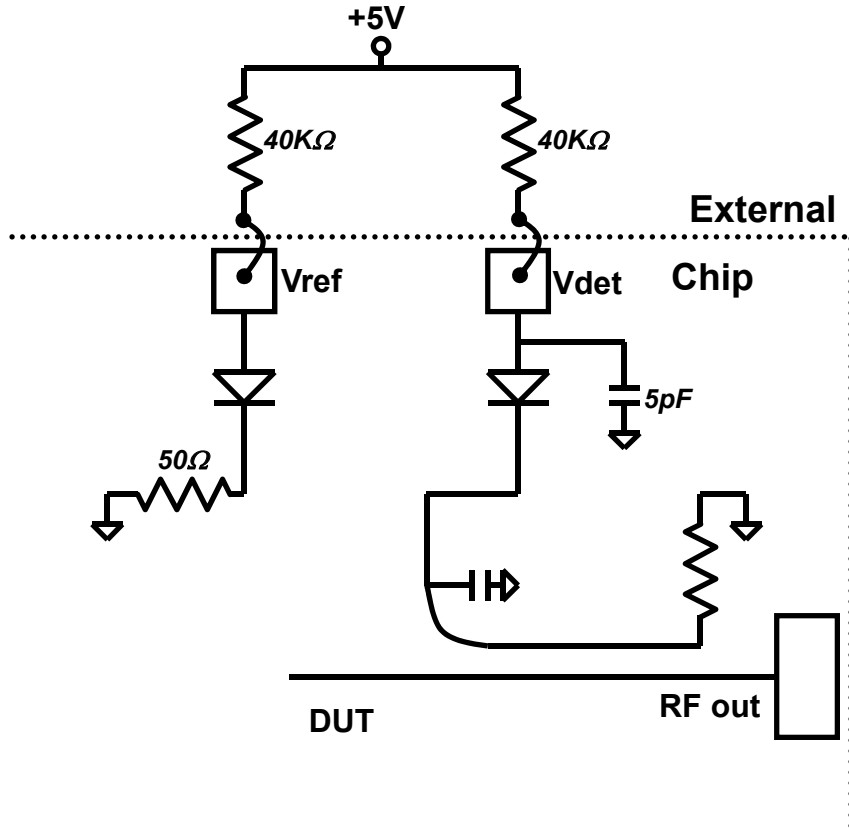 +5V
40KΩ
40KΩ
External
Vref
Vdet
Chip
5pF
50Ω
RF out
DUT